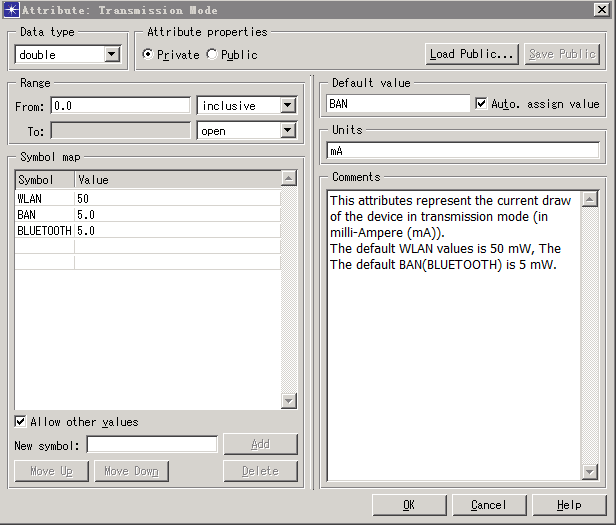 Attribute: Transmission Mode
Data type
double
Attribute properties
Private
Public
Load Public...
Save Public
Range
From: 0.0
inclusive
To:
open
Default value
BAN
Auto. assign value
Units
mA
Symbol map
Symbol Value
WLAN 50
BAN 5.0
BLUETOOTH 5.0
Allow other values
New symbol:
Add
Move Up
Move Down
Delete
Comments
This attributes represent the current draw
of the device in transmission mode (in
milli-Ampere (mA)).
The default WLAN values is 50 mW, The
The default BAN(BLUETOOTH) is 5 mW.
OK
Cancel
Help